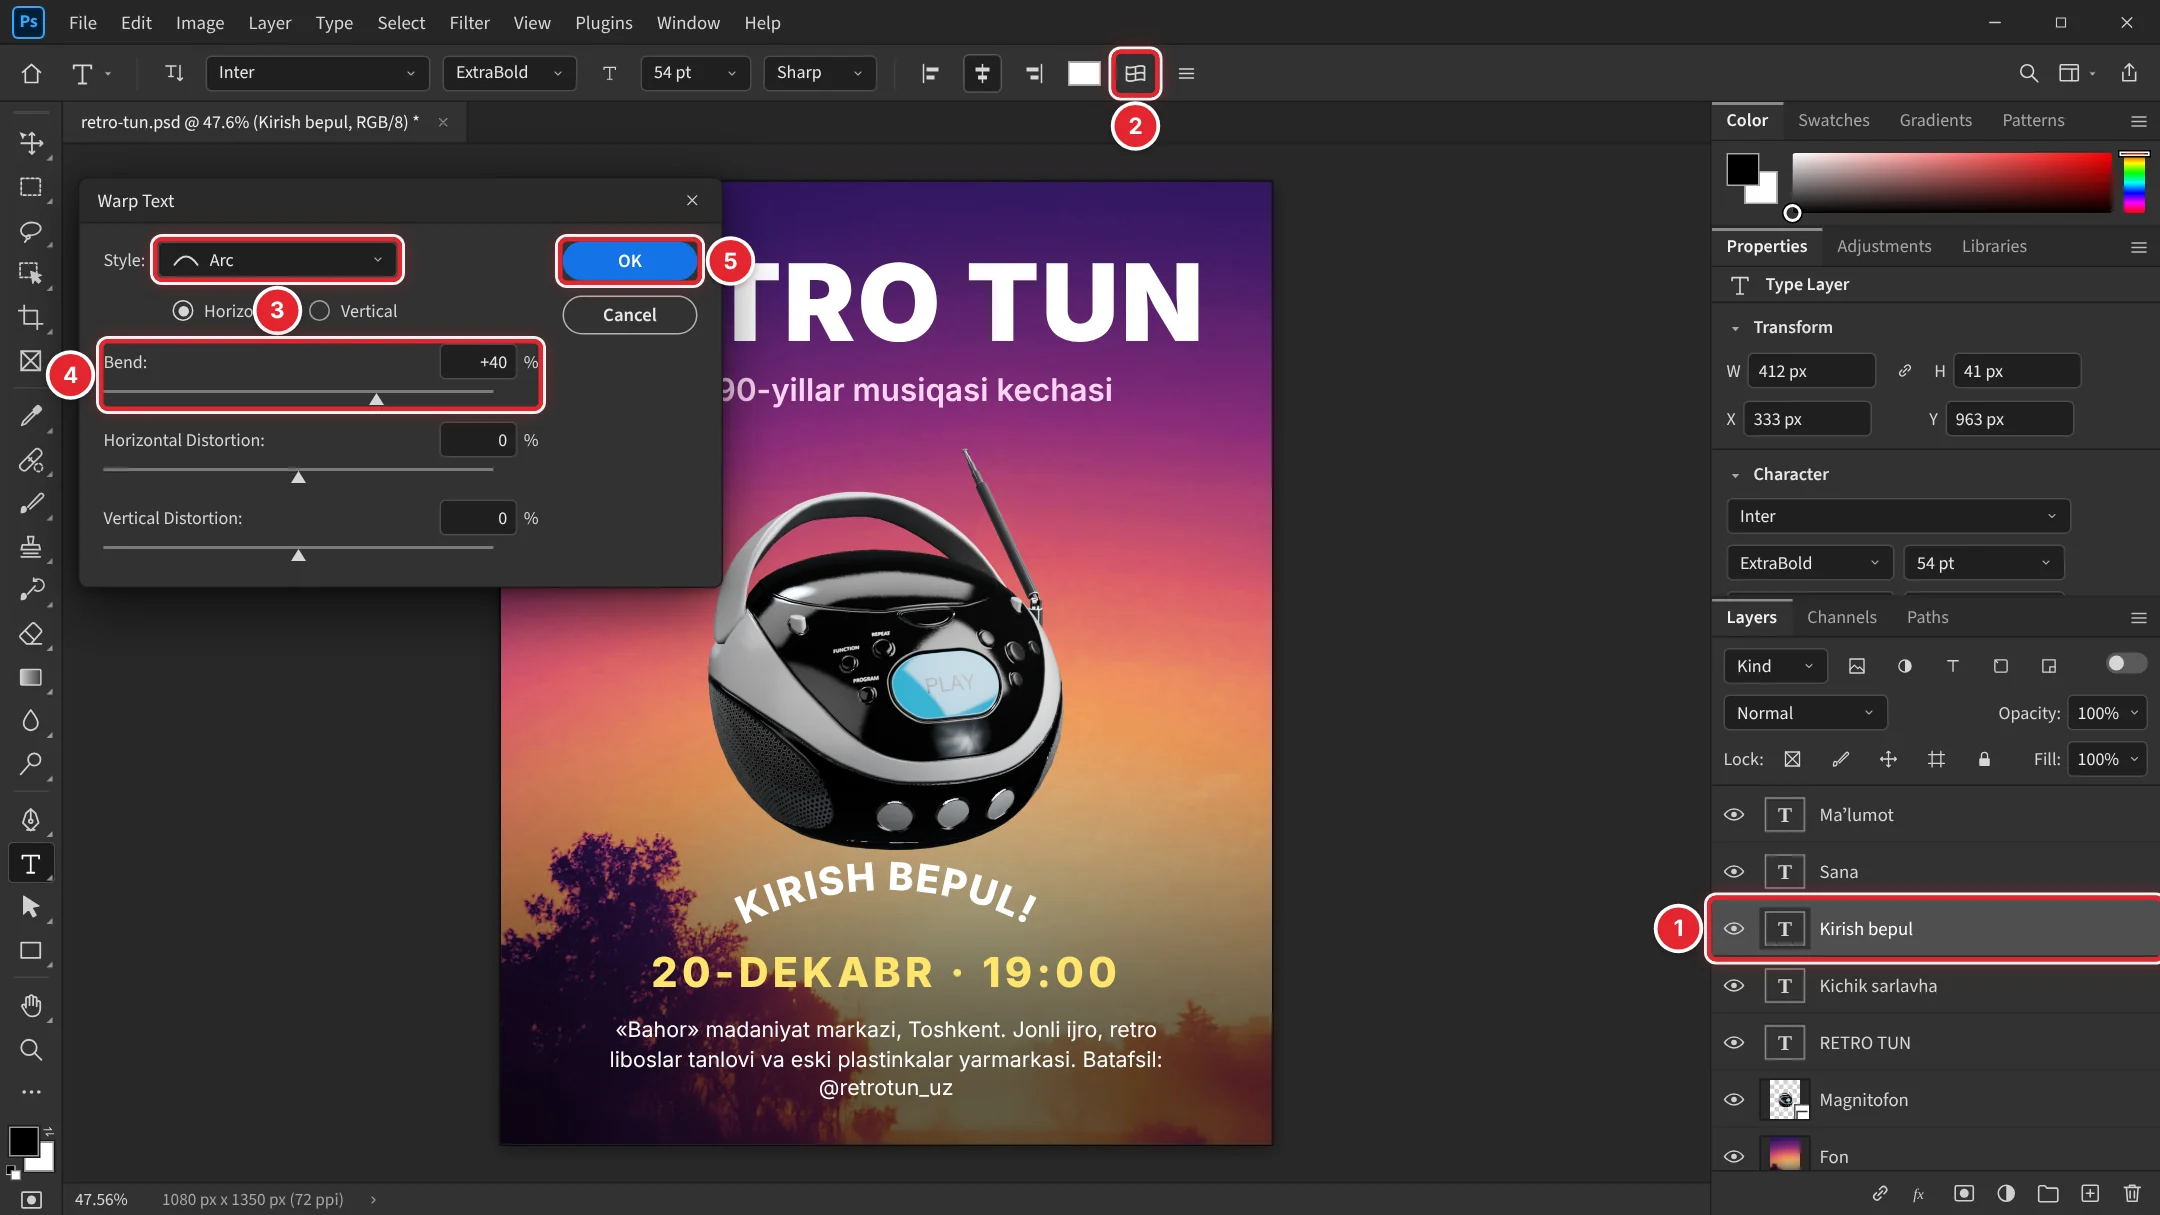 Ps File Edit Image Layer Type Select Filter View Plugins Window Help
Inter ExtraBold 54 pt Sharp
2
retro-tun.psd @ 47.6% (Kirish bepul, RGB/8) *
Warp Text
Style: Arc
3
Horizo
Vertical
OK
5
Cancel
4
Bend: +40 %
Horizontal Distortion: 0 %
Vertical Distortion: 0 %
TRO TUN
90-yillar musiqasi kechasi
REPEAT
FUNCTION
PROGRAM
PLAY
KIRISH BEPUL!
20-DEKABR · 19:00
«Bahor» madaniyat markazi, Toshkent. Jonli ijro, retro
liboslar tanlovi va eski plastinkalar yarmarkasi. Batafsil:
@retrotun_uz
47.56% 1080 px x 1350 px (72 ppi)
Color Swatches Gradients Patterns
Properties Adjustments Libraries
Type Layer
Transform
W 412 px H 41 px
X 333 px Y 963 px
Character
Inter
ExtraBold 54 pt
Layers Channels Paths
Kind
Normal Opacity: 100%
Lock: Fill: 100%
T Ma’lumot
T Sana
1
T Kirish bepul
T Kichik sarlavha
T RETRO TUN
Magnitofon
Fon
fx